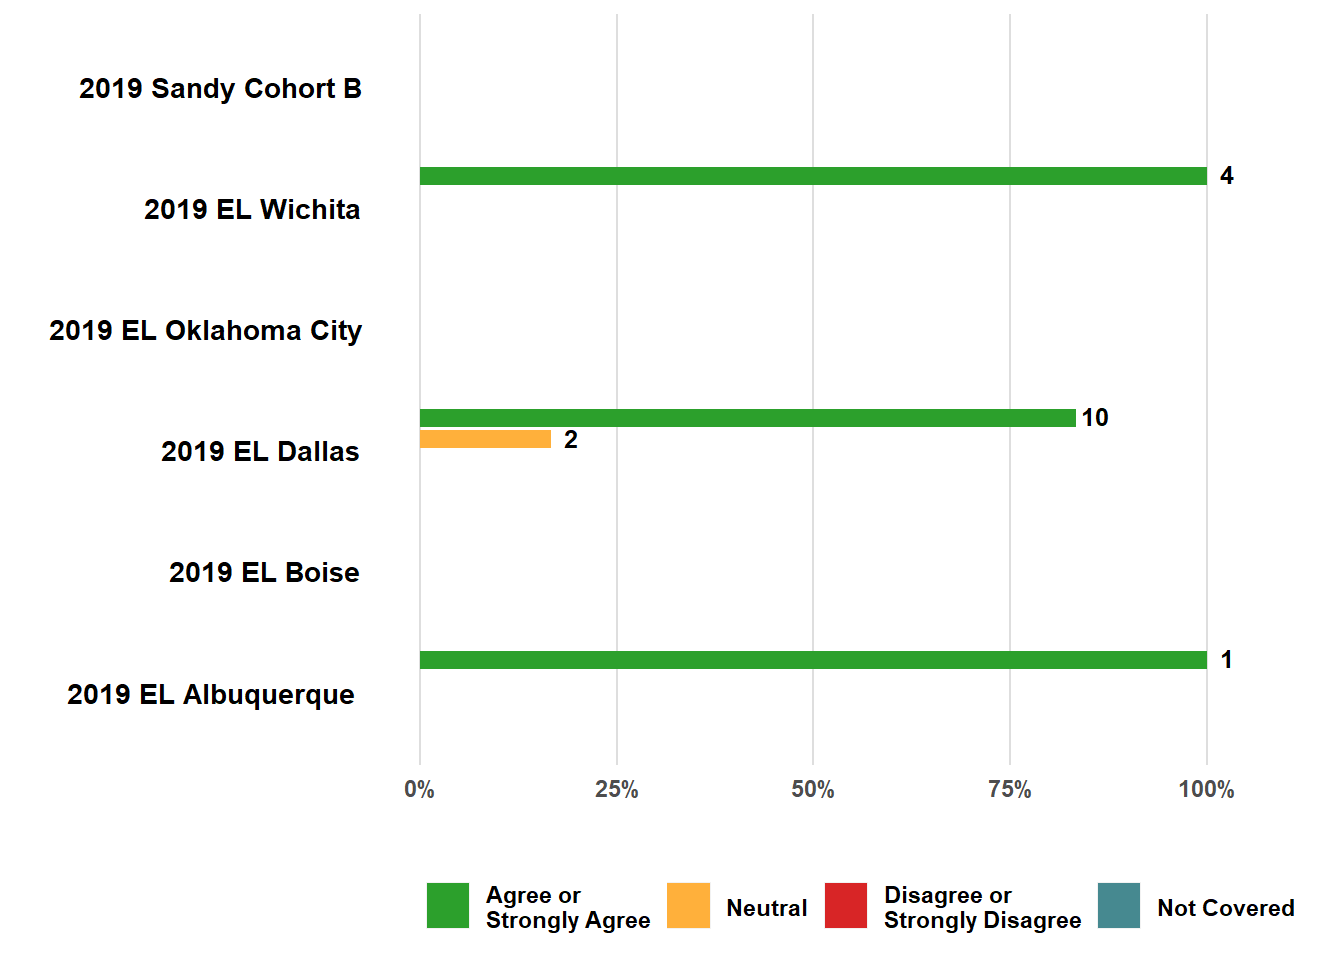 2019 Sandy Cohort B
4
2019 EL Wichita
2019 EL Oklahoma City
10
2
2019 EL Dallas
2019 EL Boise
1
2019 EL Albuquerque
0% 25% 50% 75% 100%
Agree or
Strongly Agree
Neutral
Disagree or
Strongly Disagree
Not Covered